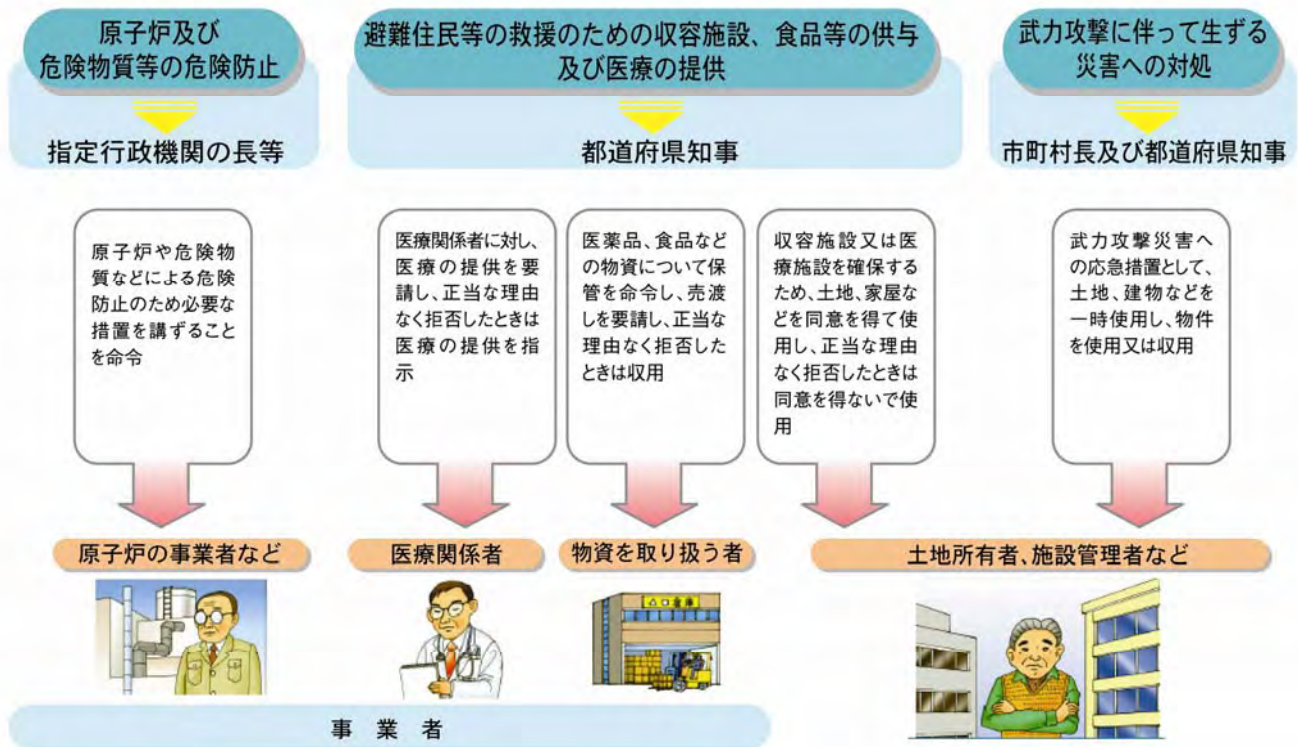 原子炉及び
危険物質等の危険防止
指定行政機関の長等
避難住民等の救援のための収容施設、食品等の供与
及び医療の提供
都道府県知事
武力攻撃に伴って生ずる
災害への対処
市町村長及び都道府県知事
原子炉や危険物
質などによる危険
防止のため必要な
措置を講ずること
を命令
医療関係者に対し、
医療の提供を要
請し、正当な理由
なく拒否したときは
医療の提供を指
示
医薬品、食品など
の物資について保
管を命令し、売渡
しを要請し、正当な
理由なく拒否した
ときは収用
収容施設又は医
療施設を確保する
ため、土地、家屋な
どを同意を得て使
用し、正当な理由
なく拒否したときは
同意を得ないで使
用
武力攻撃災害へ
の応急措置として、
土地、建物などを
一時使用し、物件
を使用又は収用
原子炉の事業者など
医療関係者
物資を取り扱う者
土地所有者、施設管理者など
△□倉庫
事業者